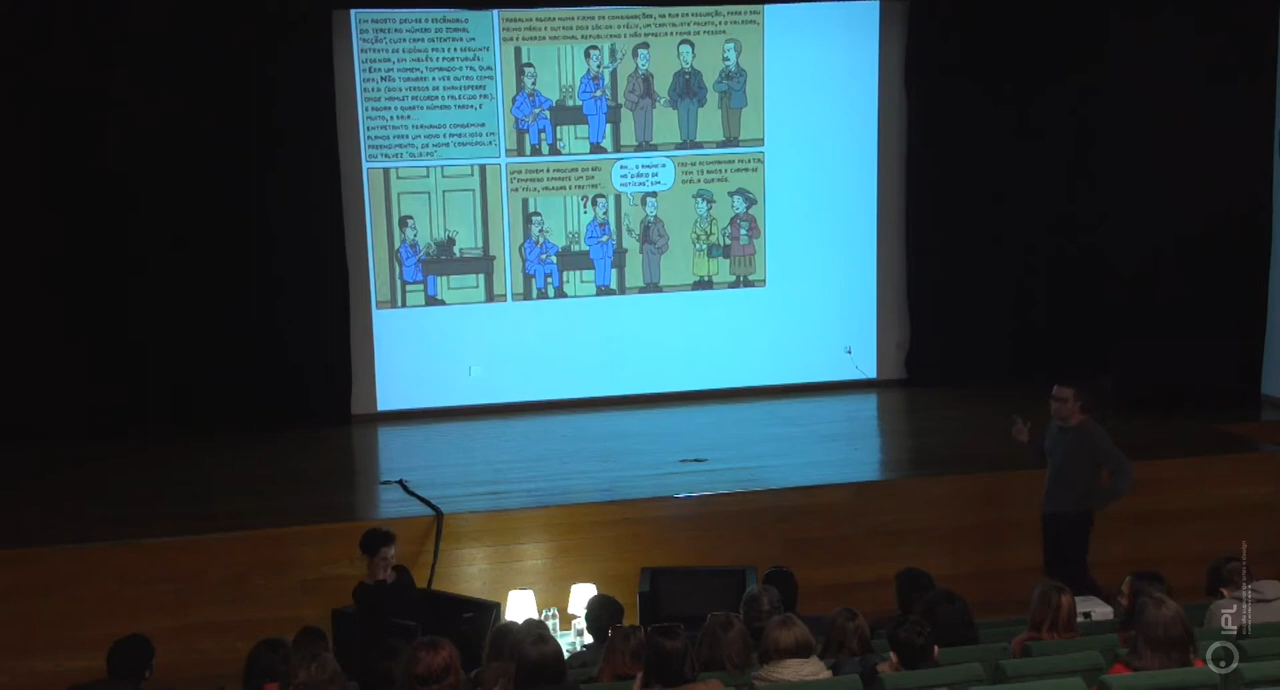 EM AGOSTO DEU-SE O ESCÂNDALO
DO TERCEIRO NÚMERO DO JORNAL
"ACÇÃO", CUJA CAPA OSTENTAVA UM
RETRATO DE SIDÓNIO PAIS E A SEGUINTE
LEGENDA, EM INGLÊS E PORTUGUÊS:
ERA UM HOMEM, TOMANDO-O TAL QUAL
ERA; NÃO TORNAREI A VER OUTRO COMO
ELE (DOIS VERSOS DE SHAKESPEARE
ONDE HAMLET RECORDA O FALECIDO PAI).
E AGORA O QUARTO NÚMERO TARDA, E
MUITO, A SAIR...
ENTRETANTO FERNANDO CONGEMINA
PLANOS PARA UM NOVO E AMBICIOSO EM-
PREENDIMENTO, DE NOME "COSMÓPOLIS",
OU TALVEZ "OLISIPO"...
TRABALHA AGORA NUMA FIRMA DE CONSIGNAÇÕES, NA RUA DA ASSUNÇÃO, PARA O SEU
PRIMO MÁRIO E OUTROS DOIS SÓCIOS: O FÉLIX, UM "CAPITALISTA" PACATO, E O VALADAS,
QUE É GUARDA NACIONAL REPUBLICANO E NÃO APRECIA A FAMA DE PESSOA.
UMA JOVEM À PROCURA DO SEU
1º EMPREGO APARECE UM DIA
NA "FÉLIX, VALADAS E FREITAS"...
?
AH... O ANÚNCIO
NO "DIÁRIO DE
NOTÍCIAS", SIM...
FAZ-SE ACOMPANHAR PELA TIA,
TEM 19 ANOS E CHAMA-SE
OFÉLIA QUEIRÓS.
IPL